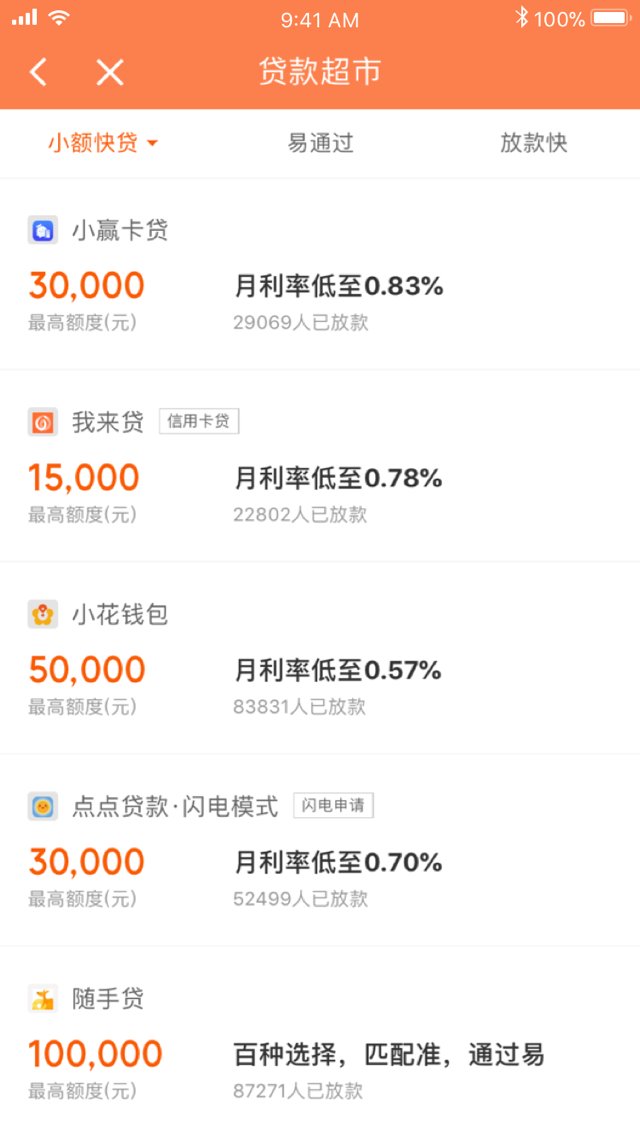 9:41 AM
100%
贷款超市
小额快贷
易通过
放款快
小赢卡贷
30,000
月利率低至0.83%
最高额度(元)
29069人已放款
我来贷
信用卡贷
15,000
月利率低至0.78%
最高额度(元)
22802人已放款
小花钱包
50,000
月利率低至0.57%
最高额度(元)
83831人已放款
点点贷款·闪电模式
闪电申请
30,000
月利率低至0.70%
最高额度(元)
52499人已放款
随手贷
100,000
百种选择，匹配准，通过易
最高额度(元)
87271人已放款